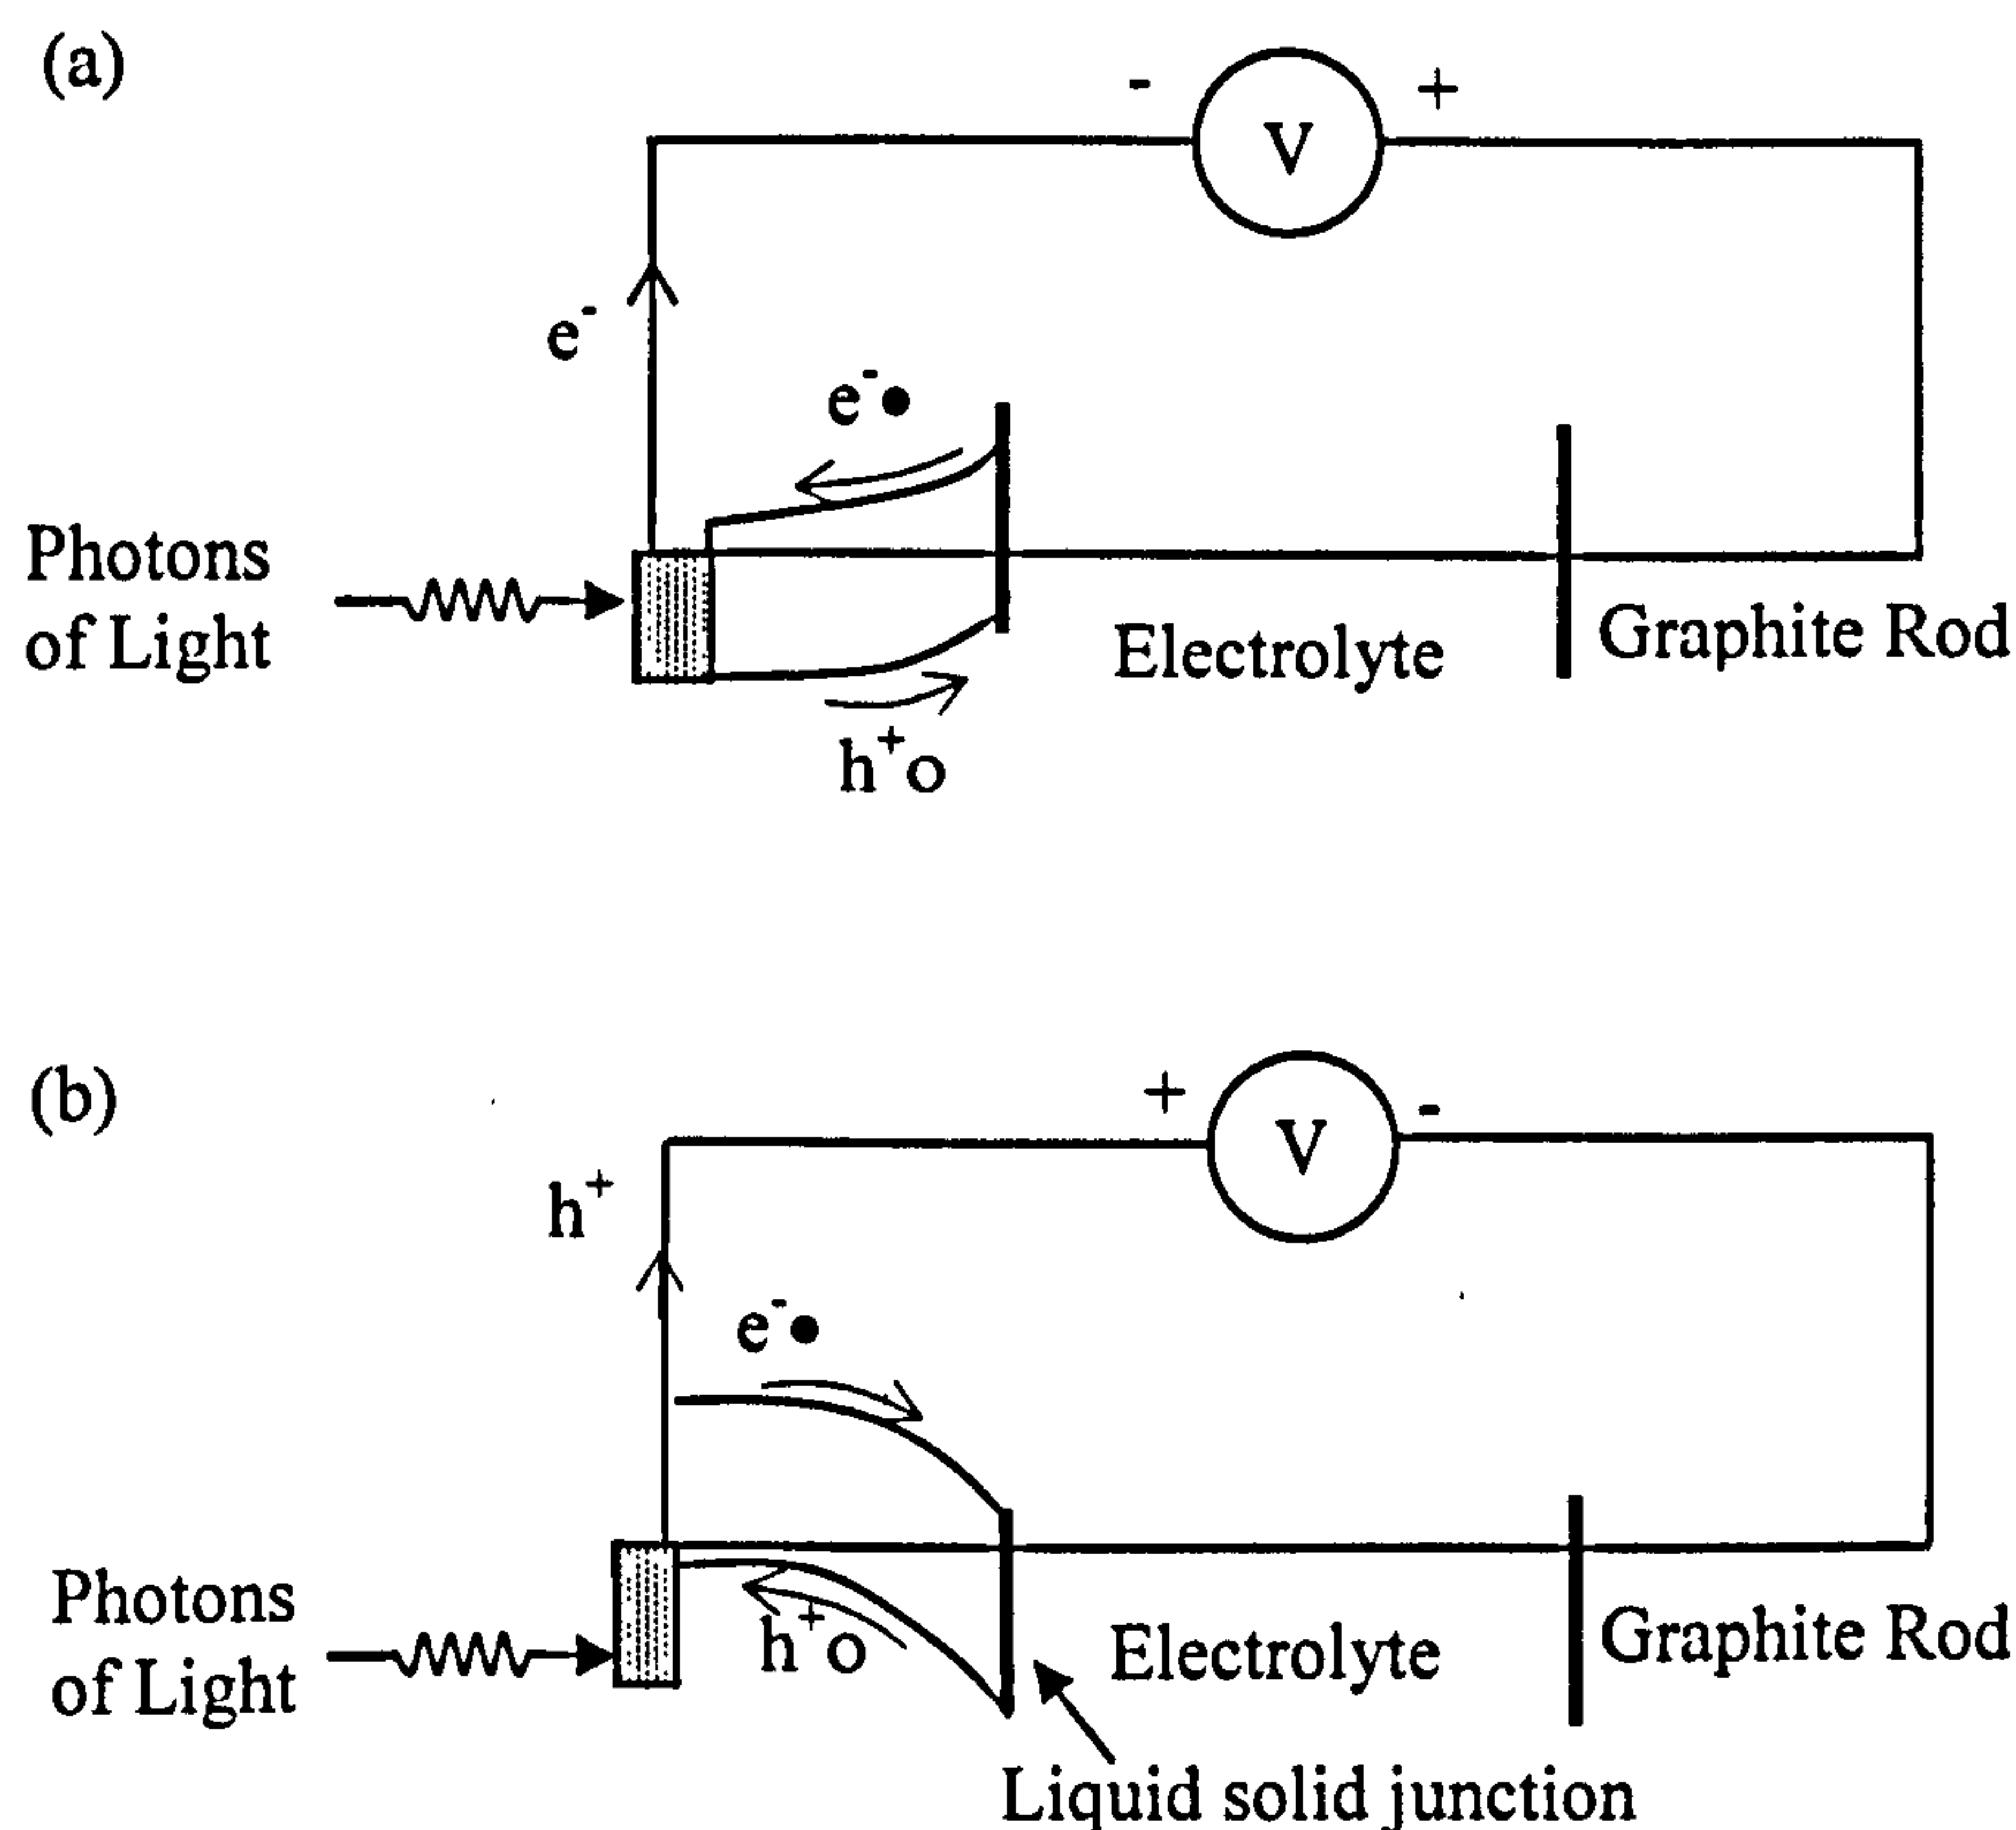 (a)
- +
V
e⁻
e⁻●
Photons
of Light
Electrolyte
Graphite Rod
h⁺o
(b)
+ -
V
h⁺
e⁻●
Photons
of Light
h⁺o
Electrolyte
Graphite Rod
Liquid solid junction